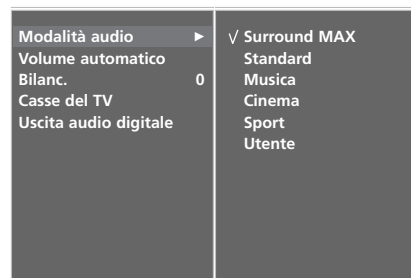 Modalità audio ►
Volume automatico
Bilanc. 0
Casse del TV
Uscita audio digitale
√ Surround MAX
Standard
Musica
Cinema
Sport
Utente